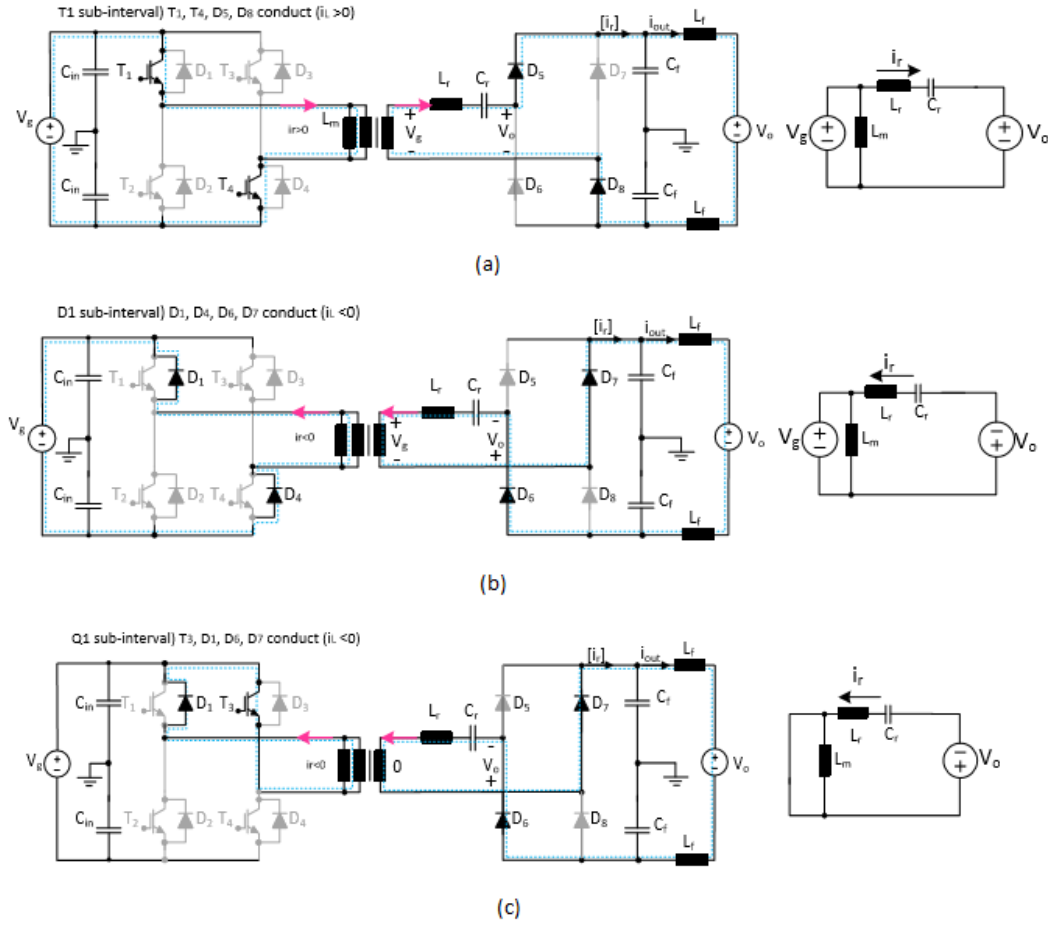 T1 sub-interval) T1, T4, D5, D8 conduct (iL >0)
[ir] iout Lf
Cin T1 D1 T3 D3 Lr Cr D5 D7 Cf ir
Lr Cr
Vg ir>0 Lm + Vg - + Vo - Vo Vg Lm Vo
Cin T2 D2 T4 D4 D6 D8 Cf Lf
(a)
D1 sub-interval) D1, D4, D6, D7 conduct (iL <0)
[ir] iout Lf
Cin T1 D1 T3 D3 Lr Cr D5 D7 Cf ir
Lr Cr
Vg ir<0 + Vg - - Vo + Vo Vg Lm Vo
Cin T2 D2 T4 D4 D6 D8 Cf Lf
(b)
Q1 sub-interval) T3, D1, D6, D7 conduct (iL <0)
[ir] iout Lf
Cin T1 D1 T3 D3 Lr Cr D5 D7 Cf ir
Lr Cr
Vg ir<0 0 - Vo + Vo Lm Vo
Cin T2 D2 T4 D4 D6 D8 Cf Lf
(c)